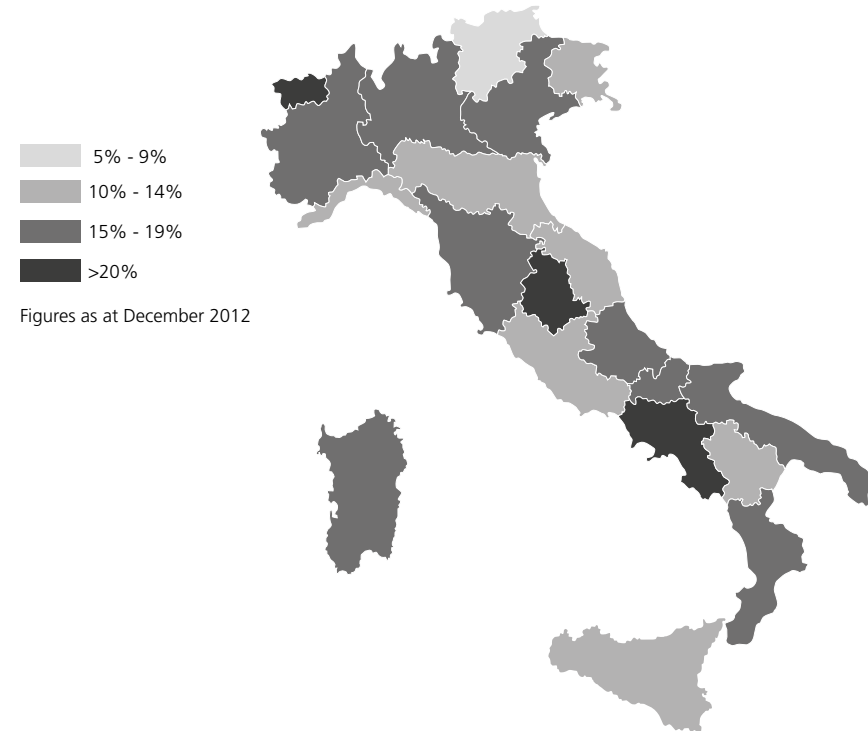 5% - 9%
10% - 14%
15% - 19%
>20%
Figures as at December 2012